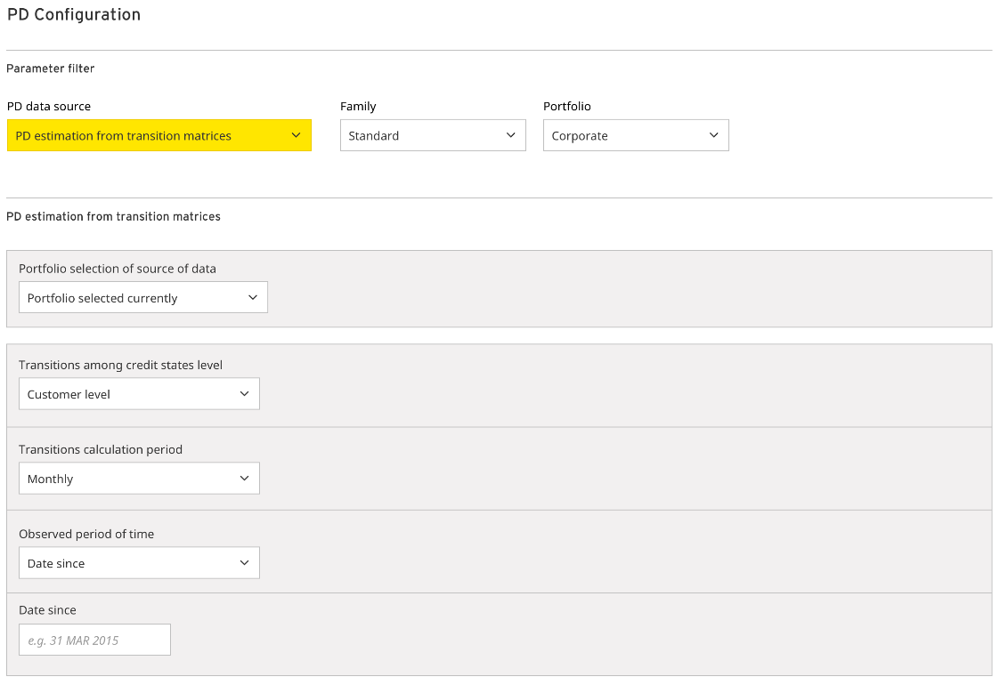 PD Configuration
Parameter filter
PD data source
Family
Portfolio
PD estimation from transition matrices
Standard
Corporate
PD estimation from transition matrices
Portfolio selection of source of data
Portfolio selected currently
Transitions among credit states level
Customer level
Transitions calculation period
Monthly
Observed period of time
Date since
Date since
e.g. 31 MAR 2015